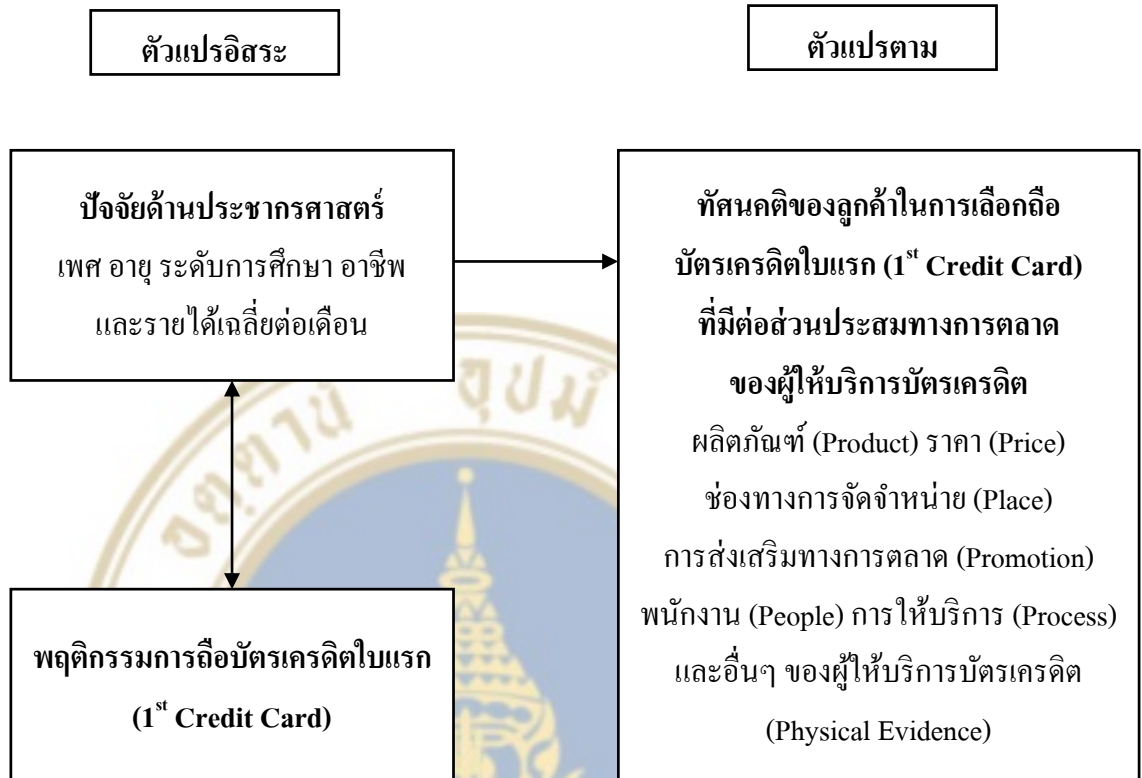 ตัวแปรอิสระ
ตัวแปรตาม
ปัจจัยด้านประชากรศาสตร์
เพศ อายุ ระดับการศึกษา อาชีพ
และรายได้เฉลี่ยต่อเดือน
ทัศนคติของลูกค้าในการเลือกถือ
บัตรเครดิตใบแรก (1st Credit Card)
ที่มีต่อส่วนประสมทางการตลาด
ของผู้ให้บริการบัตรเครดิต
ผลิตภัณฑ์ (Product) ราคา (Price)
ช่องทางการจัดจำหน่าย (Place)
การส่งเสริมทางการตลาด (Promotion)
พนักงาน (People) การให้บริการ (Process)
และอื่นๆ ของผู้ให้บริการบัตรเครดิต
(Physical Evidence)
พฤติกรรมการถือบัตรเครดิตใบแรก
(1st Credit Card)